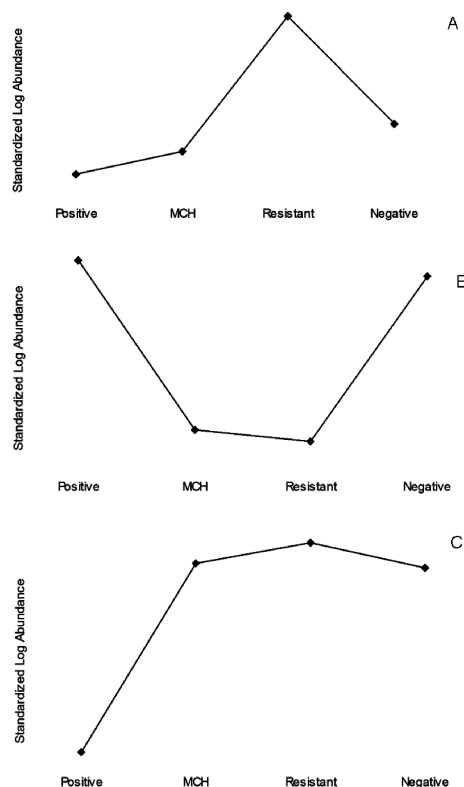 A
Standardized Log Abundance
Positive MCH Resistant Negative
Standardized Log Abundance
Positive MCH Resistant Negative
C
Standardized Log Abundance
Positive MCH Resistant Negative